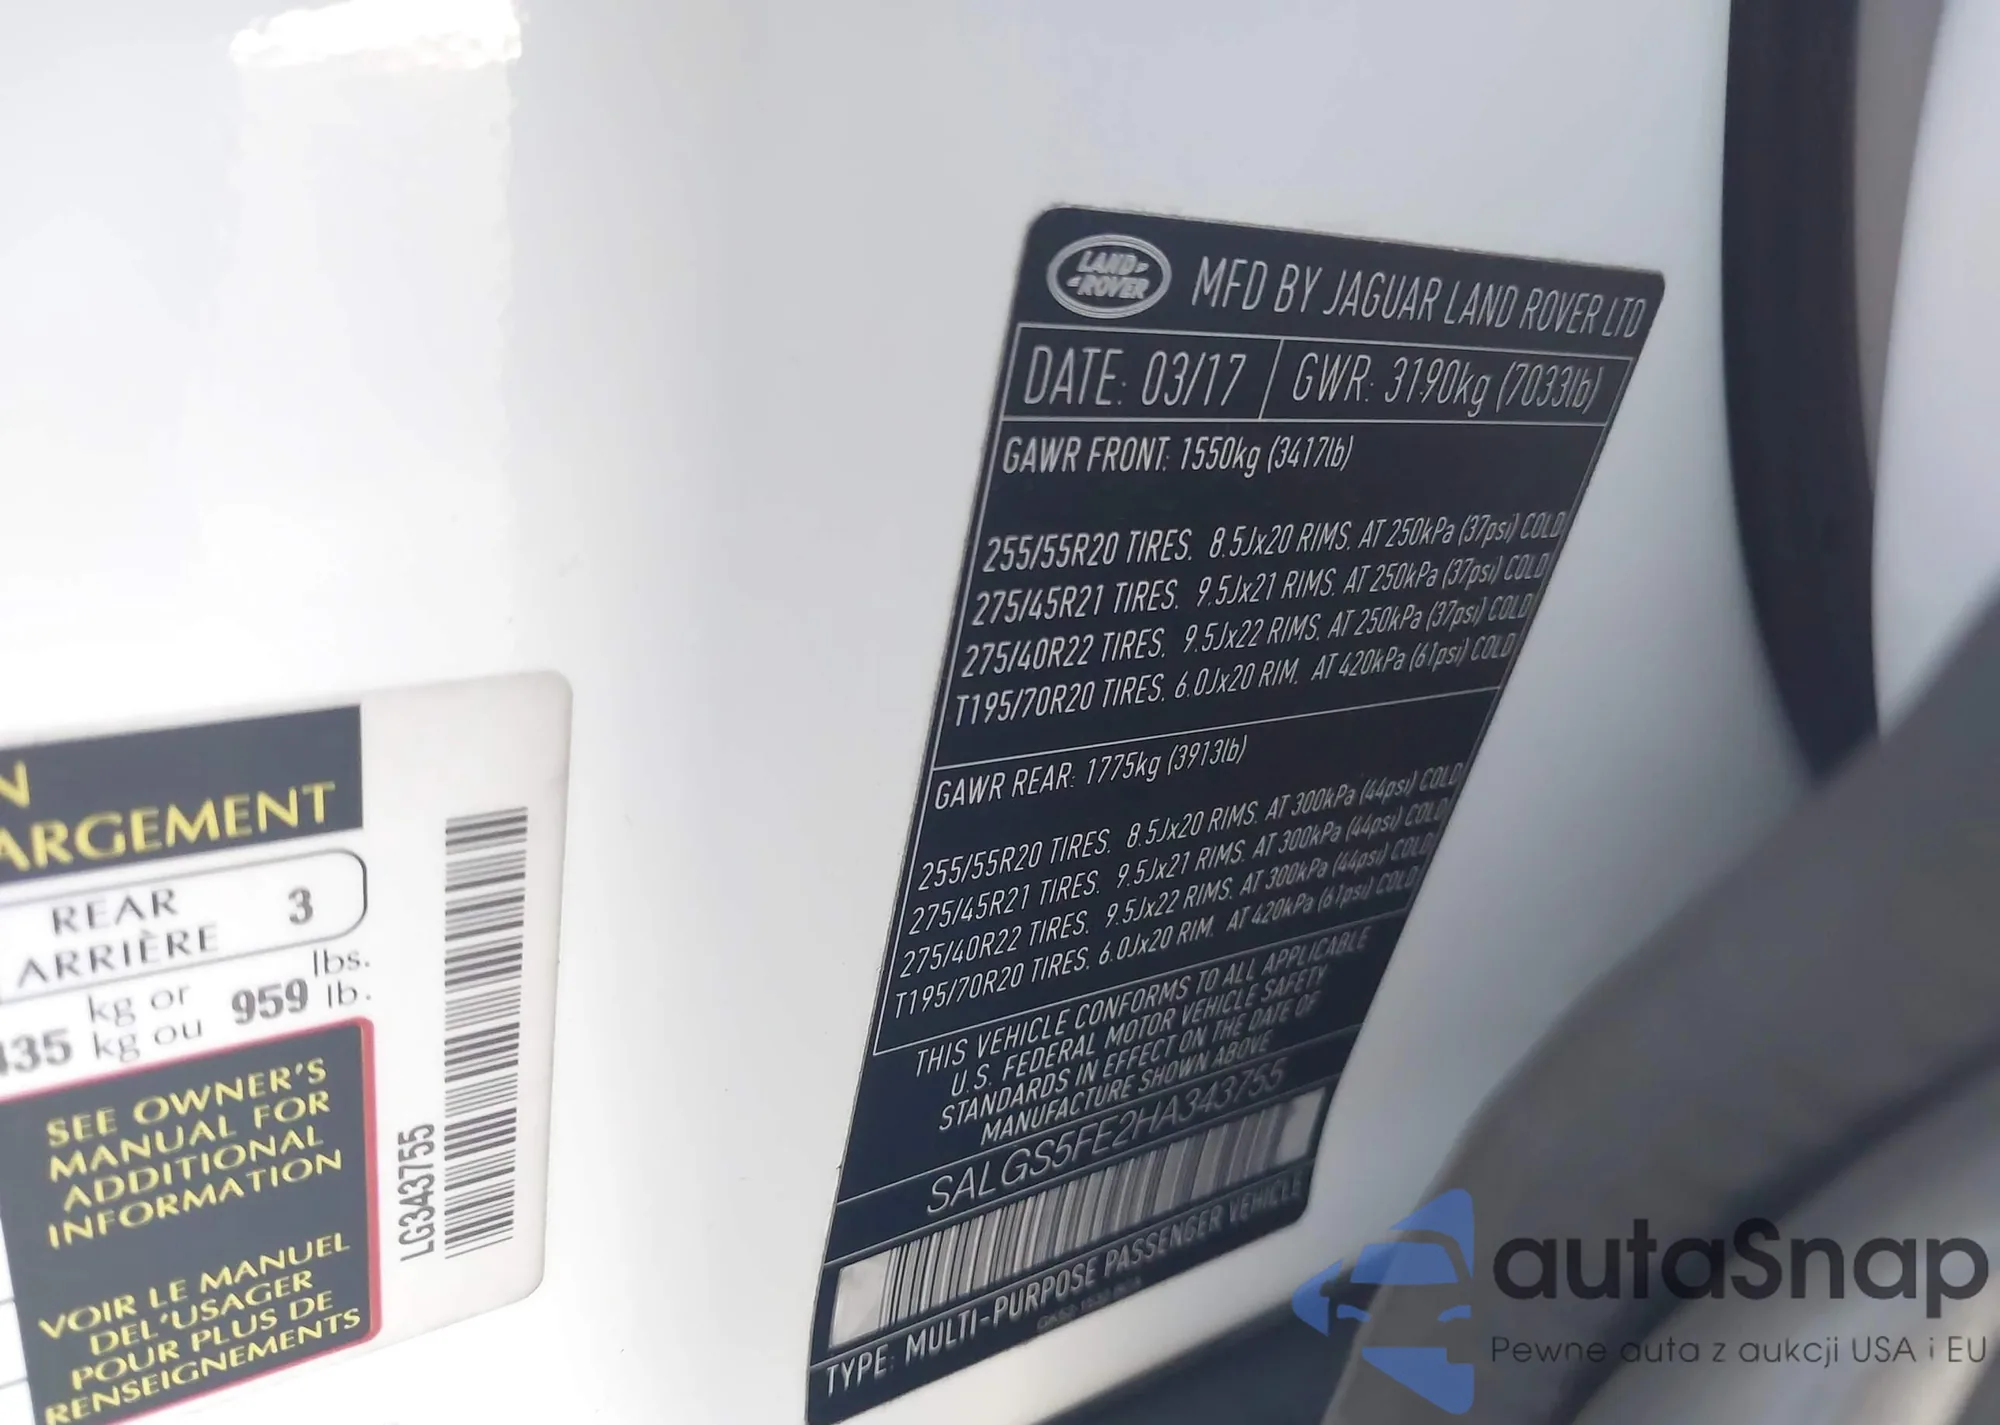 N
ARGEMENT
REAR 3
ARRIÈRE
kg or lbs.
435 kg ou 959 lb.
SEE OWNER'S
MANUAL FOR
ADDITIONAL
INFORMATION
VOIR LE MANUEL
DEL'USAGER
POUR PLUS DE
RENSEIGNEMENTS
LG343755
LAND
ROVER
MFD BY JAGUAR LAND ROVER LTD
DATE: 03/17 GWR: 3190kg (7033lb)
GAWR FRONT: 1550kg (3417lb)
255/55R20 TIRES. 8.5Jx20 RIMS. AT 250kPa (37psi) COLD
275/45R21 TIRES. 9.5Jx21 RIMS. AT 250kPa (37psi) COLD
275/40R22 TIRES. 9.5Jx22 RIMS. AT 250kPa (37psi) COLD
T195/70R20 TIRES. 6.0Jx20 RIM. AT 420kPa (61psi) COLD
GAWR REAR: 1775kg (3913lb)
255/55R20 TIRES. 8.5Jx20 RIMS. AT 300kPa (44psi) COLD
275/45R21 TIRES. 9.5Jx21 RIMS. AT 300kPa (44psi) COLD
275/40R22 TIRES. 9.5Jx22 RIMS. AT 300kPa (44psi) COLD
T195/70R20 TIRES. 6.0Jx20 RIM. AT 420kPa (61psi) COLD
THIS VEHICLE CONFORMS TO ALL APPLICABLE
U.S. FEDERAL MOTOR VEHICLE SAFETY
STANDARDS IN EFFECT ON THE DATE OF
MANUFACTURE SHOWN ABOVE
SALGS5FE2HA343755
TYPE: MULTI-PURPOSE PASSENGER VEHICLE
autaSnap
Pewne auta z aukcji USA i EU